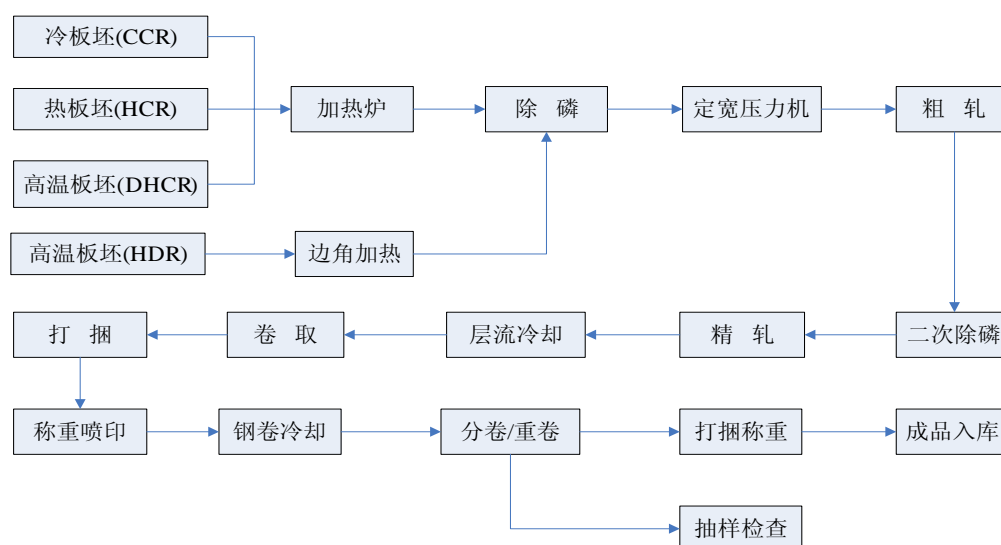 冷板坯(CCR)
热板坯(HCR)
加热炉
除 磷
定宽压力机
粗 轧
高温板坯(DHCR)
高温板坯(HDR)
边角加热
打 捆
卷 取
层流冷却
精 轧
二次除磷
称重喷印
钢卷冷却
分卷/重卷
打捆称重
成品入库
抽样检查